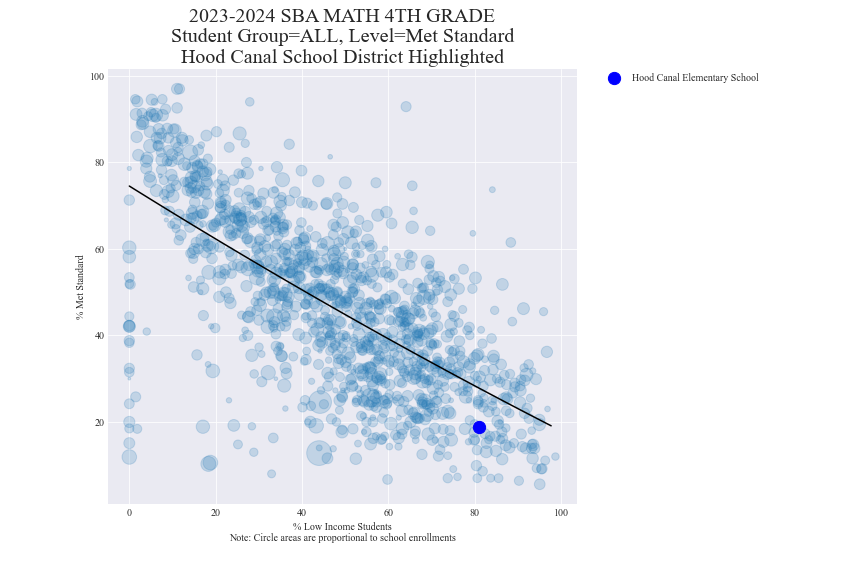 2023-2024 SBA MATH 4TH GRADE
Student Group=ALL, Level=Met Standard
Hood Canal School District Highlighted
Hood Canal Elementary School
100
80
60
40
20
% Met Standard
0 20 40 60 80 100
% Low Income Students
Note: Circle areas are proportional to school enrollments